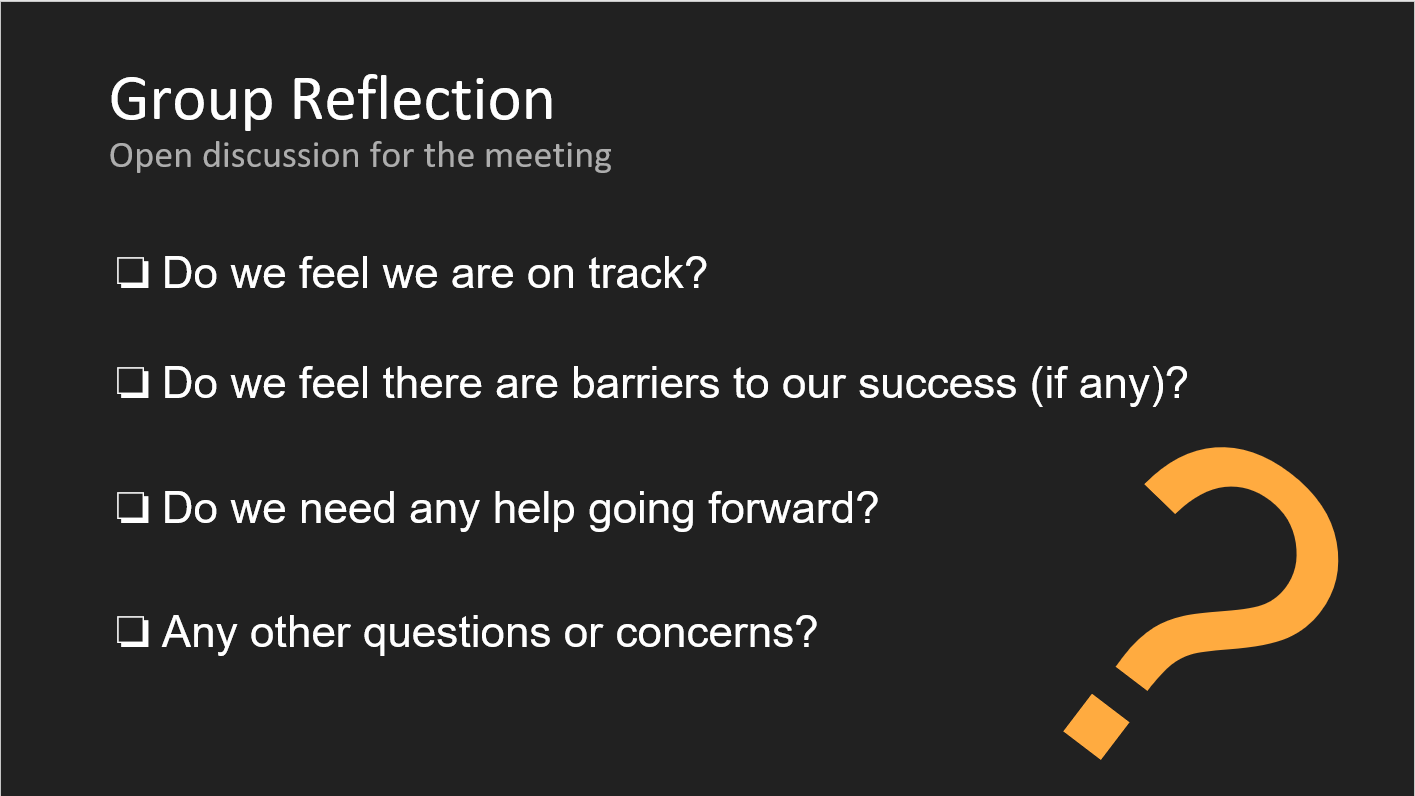 Group Reflection
Open discussion for the meeting
❏ Do we feel we are on track?
❏ Do we feel there are barriers to our success (if any)?
❏ Do we need any help going forward?
❏ Any other questions or concerns?
?